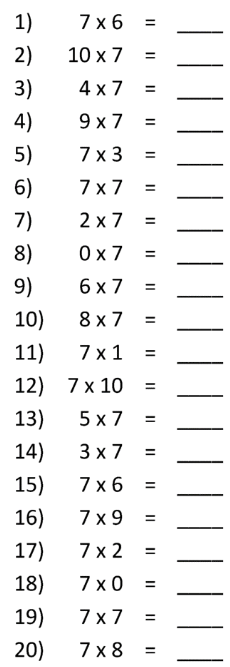 1) 7 x 6 = ____
2) 10 x 7 = ____
3) 4 x 7 = ____
4) 9 x 7 = ____
5) 7 x 3 = ____
6) 7 x 7 = ____
7) 2 x 7 = ____
8) 0 x 7 = ____
9) 6 x 7 = ____
10) 8 x 7 = ____
11) 7 x 1 = ____
12) 7 x 10 = ____
13) 5 x 7 = ____
14) 3 x 7 = ____
15) 7 x 6 = ____
16) 7 x 9 = ____
17) 7 x 2 = ____
18) 7 x 0 = ____
19) 7 x 7 = ____
20) 7 x 8 = ____